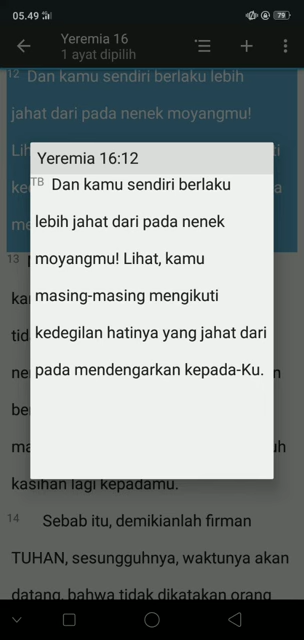 05.49
79
Yeremia 16
1 ayat dipilih
12 Dan kamu sendiri berlaku lebih
jahat dari pada nenek moyangmu!
Yeremia 16:12
TB Dan kamu sendiri berlaku
lebih jahat dari pada nenek
moyangmu! Lihat, kamu
masing-masing mengikuti
kedegilan hatinya yang jahat dari
pada mendengarkan kepada-Ku.
13
kasihan lagi kepadamu.
14 Sebab itu, demikianlah firman
TUHAN, sesungguhnya, waktunya akan
datang, bahwa tidak dikatakan orang